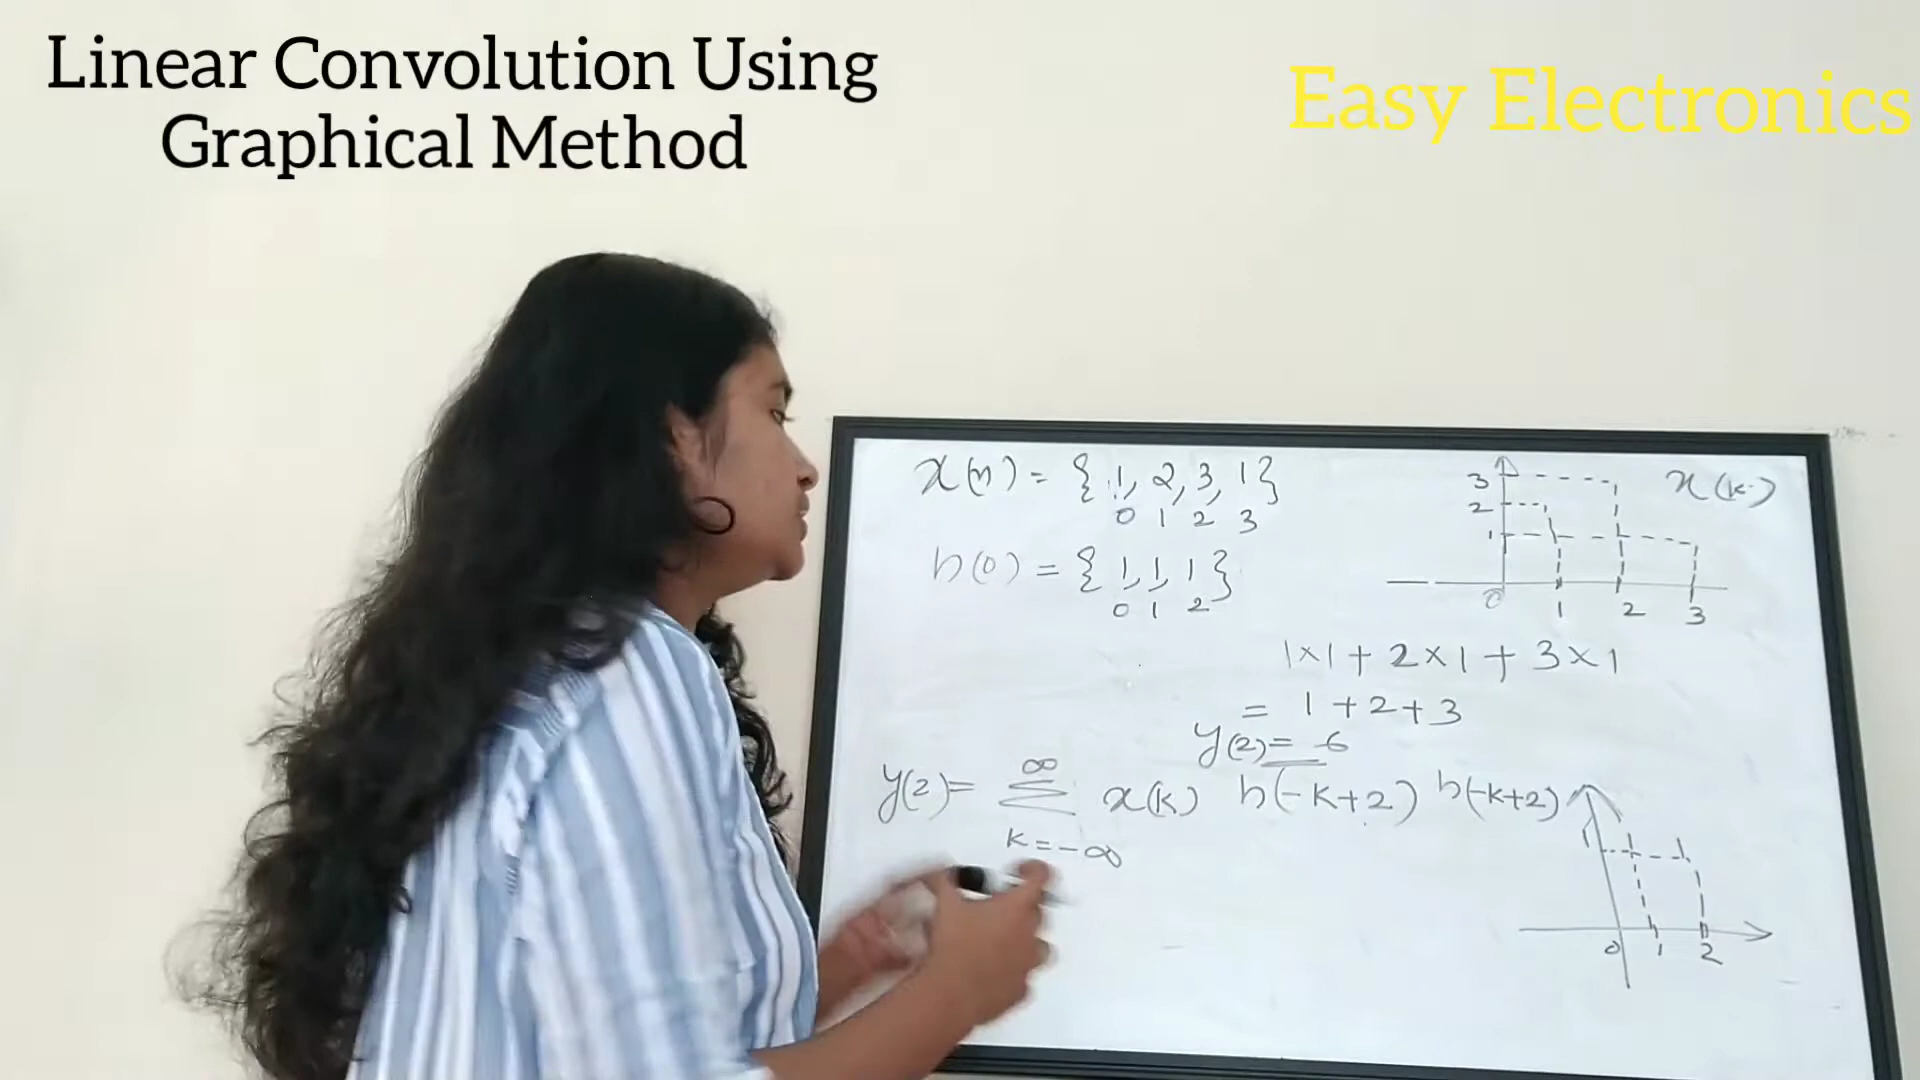 Linear Convolution Using
Graphical Method
Easy Electronics
x(n) = {1, 2, 3, 1}
0 1 2 3
h(0) = {1, 1, 1}
0 1 2
3 x(k)
2
1
0 1 2 3
1×1 + 2×1 + 3×1
= 1+2+3
y(2) = 6
y(2) = ∞ Σ k=-∞ x(k) h(-k+2)
h(-k+2)
1
0 1 2